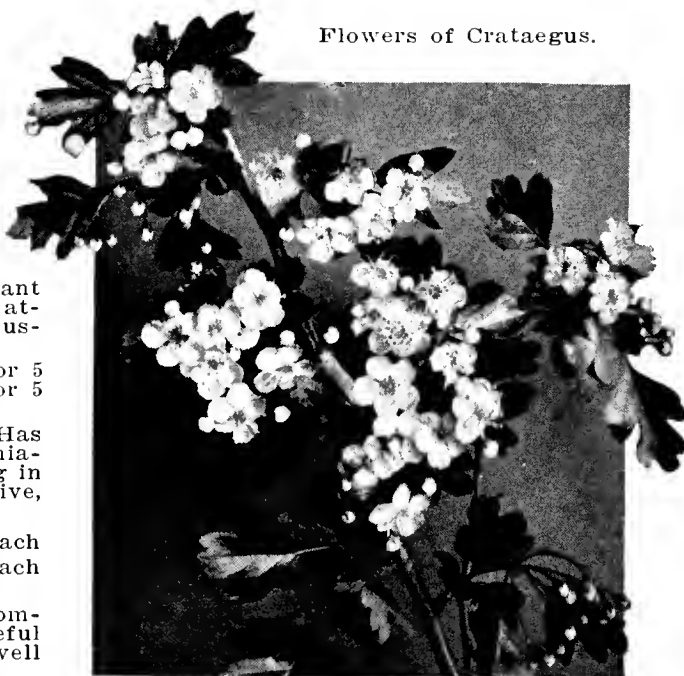 Flowers of Crataegus.
ant
at-
us-
or 5
or 5
Has
nia-
g in
ive,
ach
ach
om-
eful
well